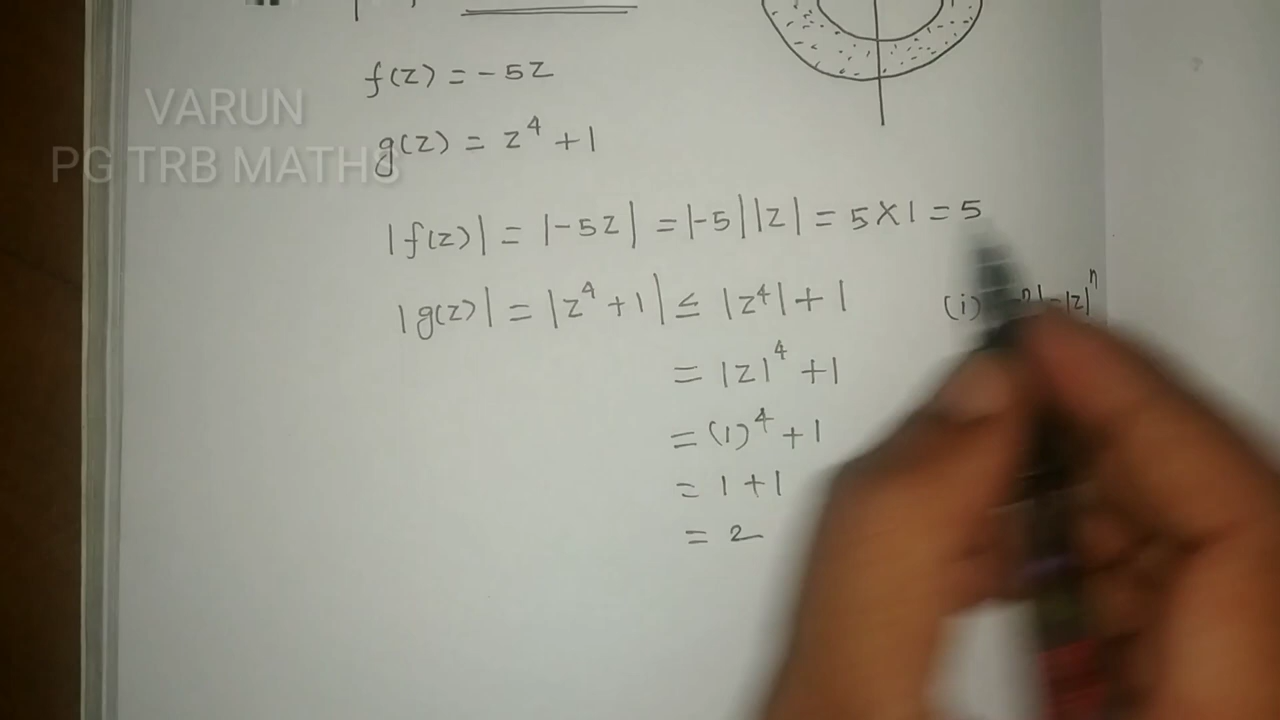 f(z) = -5z
VARUN
g(z) = z⁴ + 1
PG TRB MATHS
|f(z)| = |-5z| = |-5||z| = 5 × 1 = 5
|g(z)| = |z⁴ + 1| ≤ |z⁴| + 1
(i) |z|ⁿ
= |z|⁴ + 1
= (1)⁴ + 1
= 1 + 1
= 2